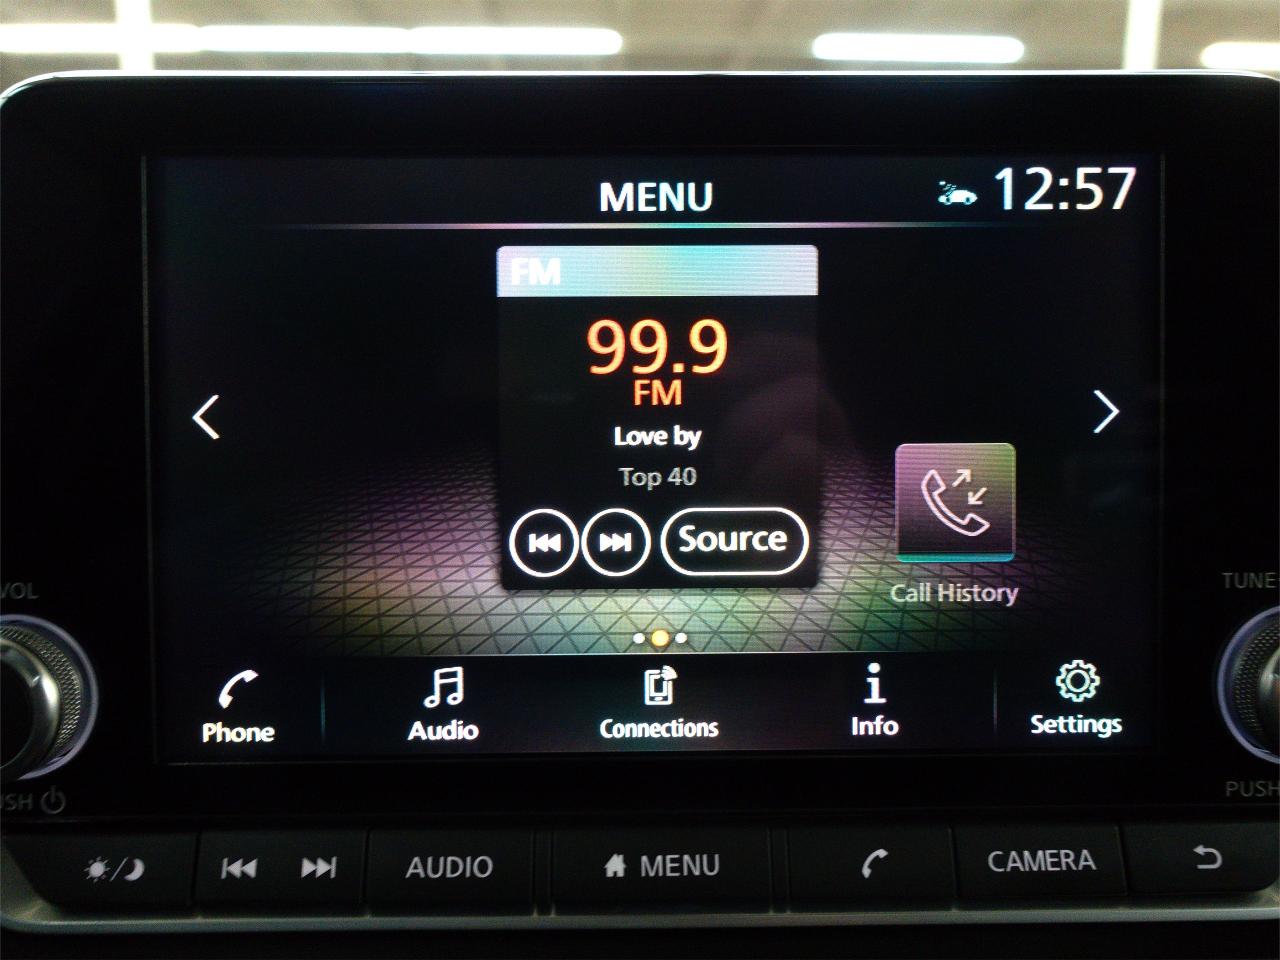 MENU
12:57
FM
99.9
FM
Love by
Top 40
Source
Call History
Phone
Audio
Connections
Info
Settings
VOL
TUNE
PUSH
AUDIO
MENU
CAMERA